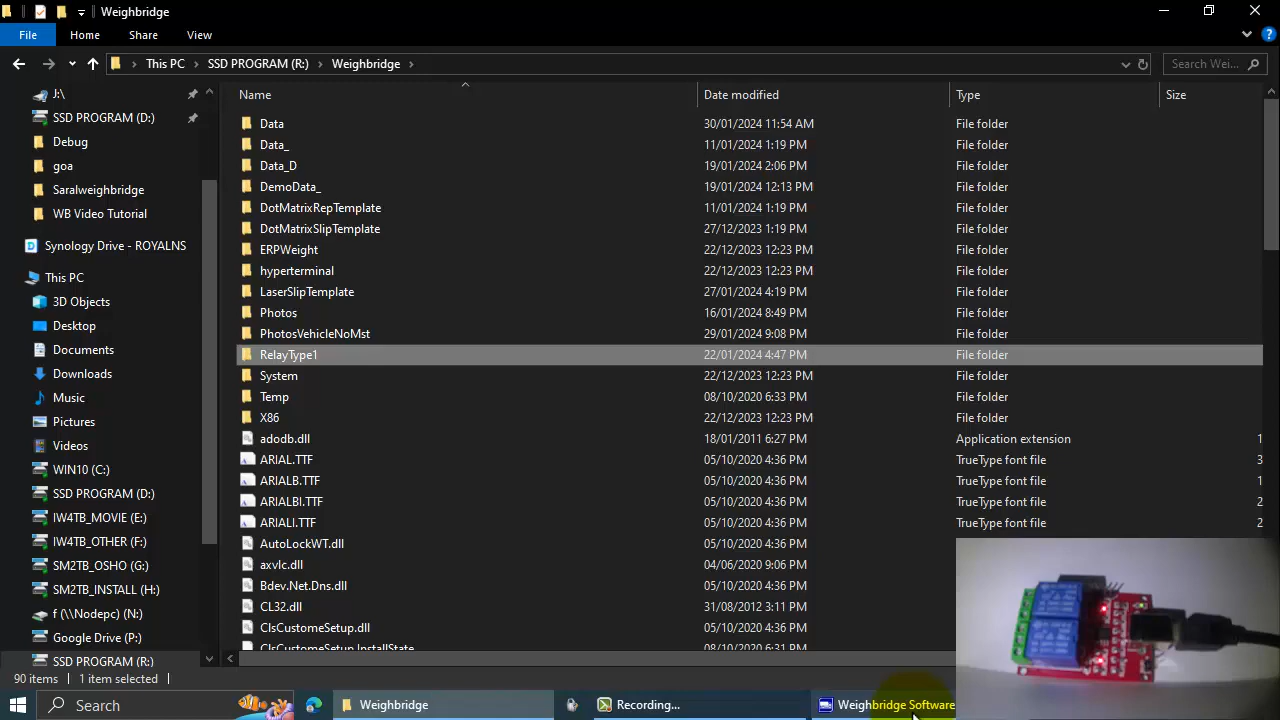 Weighbridge
File Home Share View
This PC SSD PROGRAM (R:) Weighbridge
Search Wei...
Name Date modified Type Size
J:\
SSD PROGRAM (D:)
Debug
goa
Saralweighbridge
WB Video Tutorial
Synology Drive - ROYALNS
This PC
3D Objects
Desktop
Documents
Downloads
Music
Pictures
Videos
WIN10 (C:)
SSD PROGRAM (D:)
IW4TB_MOVIE (E:)
IW4TB_OTHER (F:)
SM2TB_OSHO (G:)
SM2TB_INSTALL (H:)
f (\\Nodepc) (N:)
Google Drive (P:)
SSD PROGRAM (R:)
Data 30/01/2024 11:54 AM File folder
Data_ 11/01/2024 1:19 PM File folder
Data_D 19/01/2024 2:06 PM File folder
DemoData_ 19/01/2024 12:13 PM File folder
DotMatrixRepTemplate 11/01/2024 1:19 PM File folder
DotMatrixSlipTemplate 27/12/2023 1:19 PM File folder
ERPWeight 22/12/2023 12:23 PM File folder
hyperterminal 22/12/2023 12:23 PM File folder
LaserSlipTemplate 27/01/2024 4:19 PM File folder
Photos 16/01/2024 8:49 PM File folder
PhotosVehicleNoMst 29/01/2024 9:08 PM File folder
RelayType1 22/01/2024 4:47 PM File folder
System 22/12/2023 12:23 PM File folder
Temp 08/10/2020 6:33 PM File folder
X86 22/12/2023 12:23 PM File folder
adodb.dll 18/01/2011 6:27 PM Application extension 1
ARIAL.TTF 05/10/2020 4:36 PM TrueType font file 3
ARIALB.TTF 05/10/2020 4:36 PM TrueType font file 1
ARIALBI.TTF 05/10/2020 4:36 PM TrueType font file 2
ARIALI.TTF 05/10/2020 4:36 PM TrueType font file 2
AutoLockWT.dll 05/10/2020 4:36 PM
axvlc.dll 04/06/2020 9:06 PM
Bdev.Net.Dns.dll 05/10/2020 4:36 PM
CL32.dll 31/08/2012 3:11 PM
ClsCustomeSetup.dll 05/10/2020 4:36 PM
ClsCustomeSetup.InstallState 08/10/2020 6:31 PM
90 items 1 item selected
Search Weighbridge Recording... Weighbridge Software